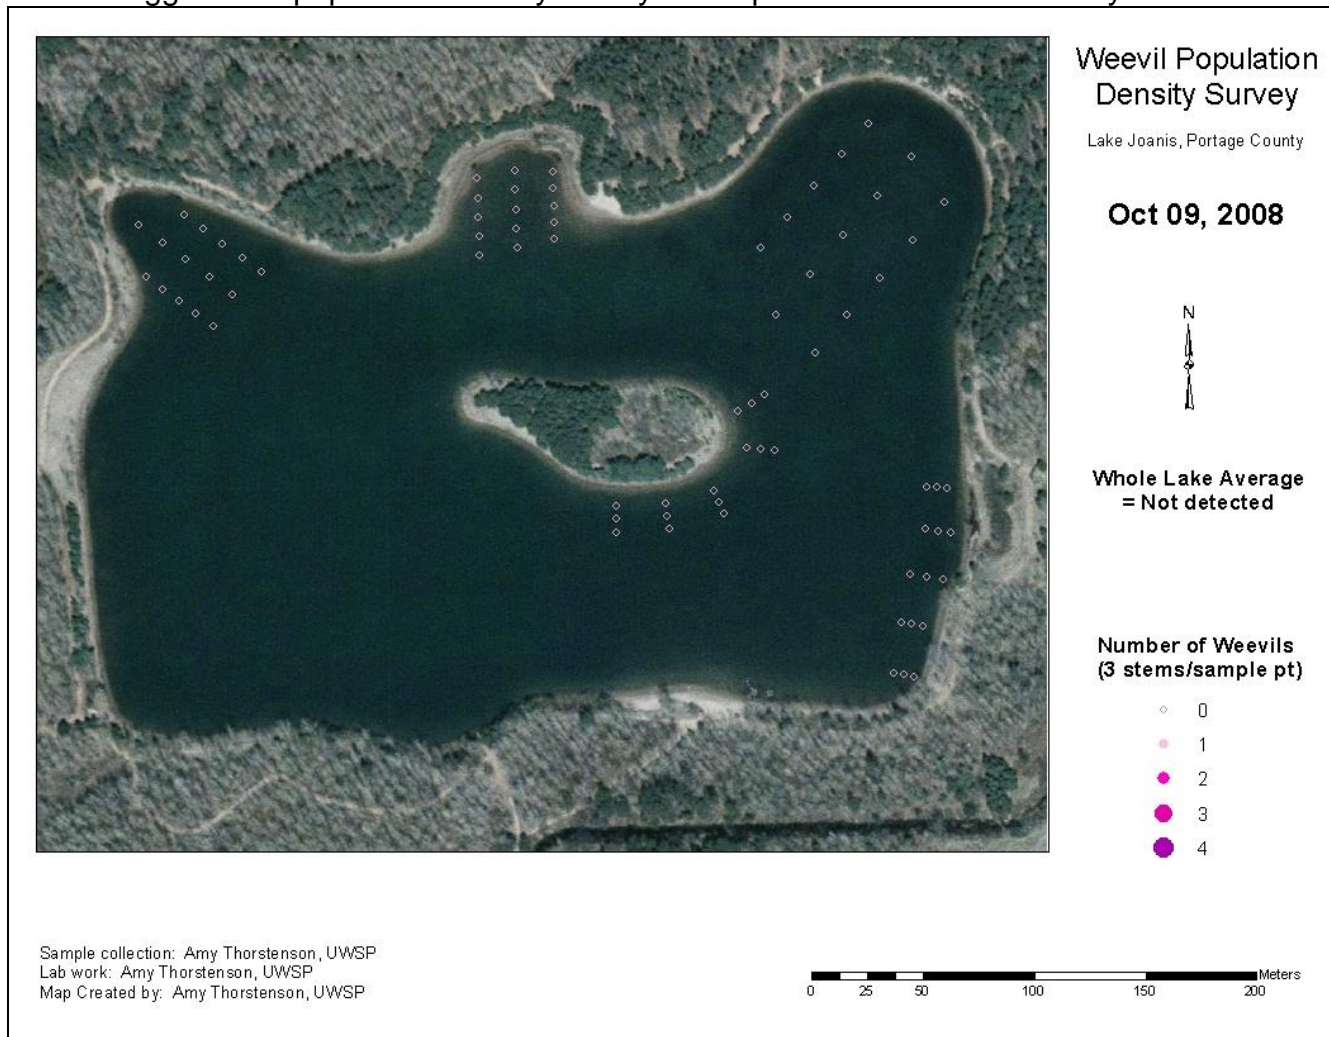 Weevil Population
Density Survey
Lake Joanis, Portage County
Oct 09, 2008
N
Whole Lake Average
= Not detected
Number of Weevils
(3 stems/sample pt)
0
1
2
3
4
Sample collection: Amy Thorstenson, UWSP
Lab work: Amy Thorstenson, UWSP
Map Created by: Amy Thorstenson, UWSP
Meters
0 25 50 100 150 200